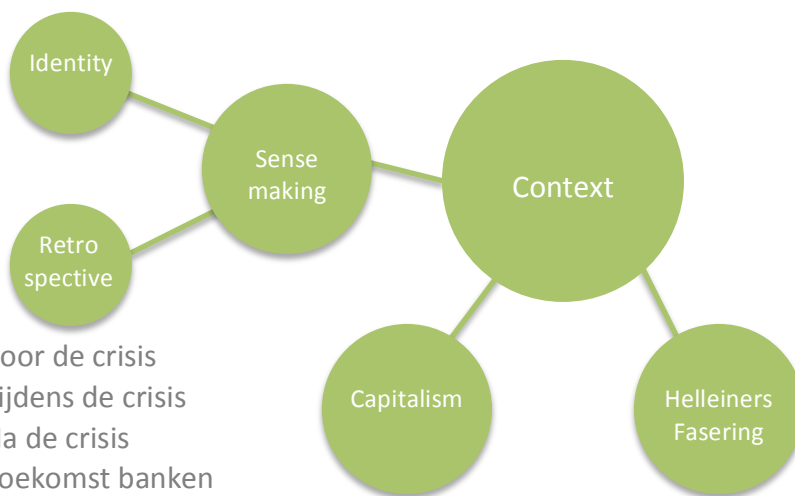 Identity
Sense
making
Context
Retro
spective
oor de crisis
ijdens de crisis
a de crisis
oekomst banken
Capitalism
Helleiners
Fasering